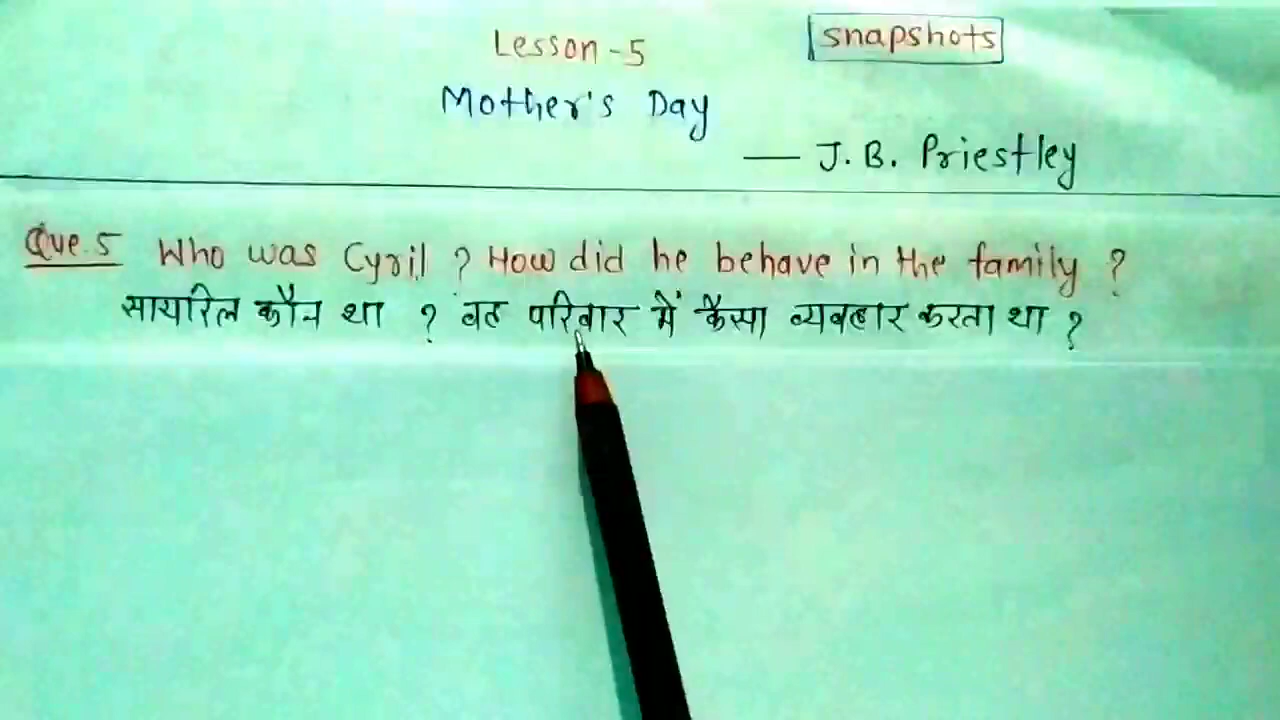 Lesson-5
snapshots
Mother's Day
— J. B. Priestley
Que. 5 Who was Cyril ? How did he behave in the family ?
सायरिल कौन था ? वह परिवार में कैसा व्यवहार करता था ?